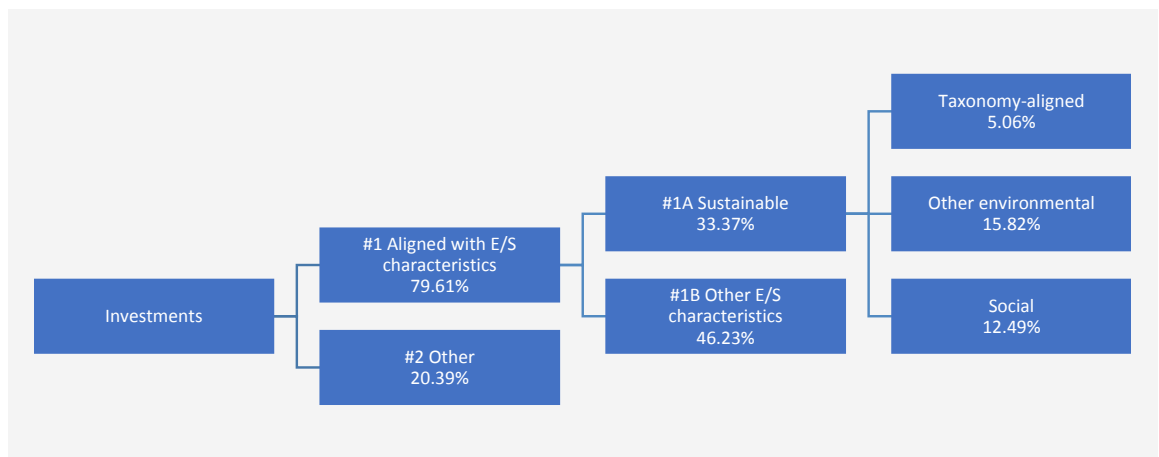 Investments
#1 Aligned with E/S
characteristics
79.61%
#2 Other
20.39%
#1A Sustainable
33.37%
#1B Other E/S
characteristics
46.23%
Taxonomy-aligned
5.06%
Other environmental
15.82%
Social
12.49%